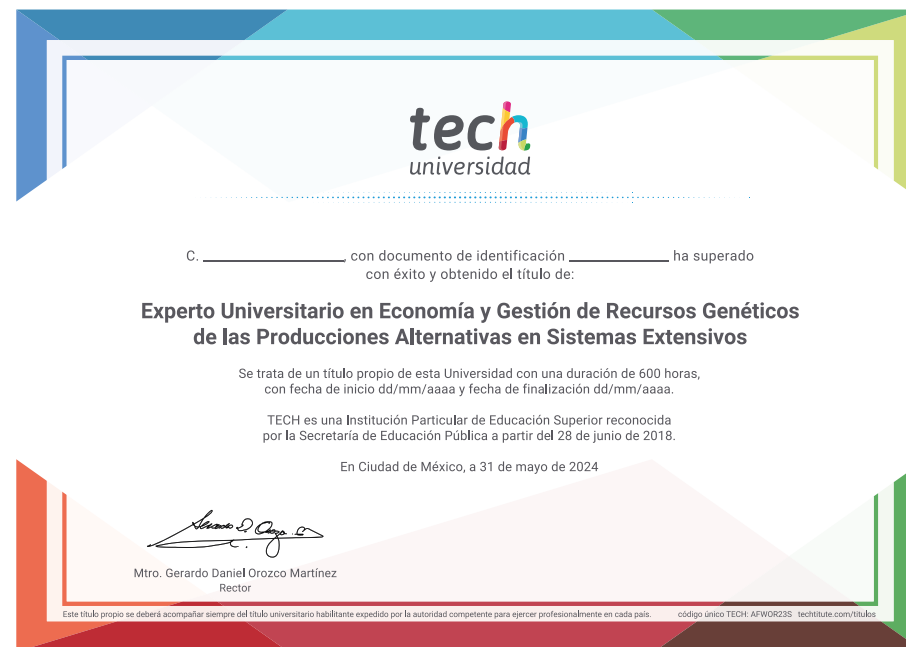 tech
universidad
C. ____________, con documento de identificación ____________ ha superado
con éxito y obtenido el título de:
Experto Universitario en Economía y Gestión de Recursos Genéticos
de las Producciones Alternativas en Sistemas Extensivos
Se trata de un título propio de esta Universidad con una duración de 600 horas,
con fecha de inicio dd/mm/aaaa y fecha de finalización dd/mm/aaaa.
TECH es una Institución Particular de Educación Superior reconocida
por la Secretaría de Educación Pública a partir del 28 de junio de 2018.
En Ciudad de México, a 31 de mayo de 2024
Mtro. Gerardo Daniel Orozco Martínez
Rector
Este título propio se deberá acompañar siempre del título universitario habilitante expedido por la autoridad competente para ejercer profesionalmente en cada país. código único TECH: AFWOR23S techtitute.com/titulos